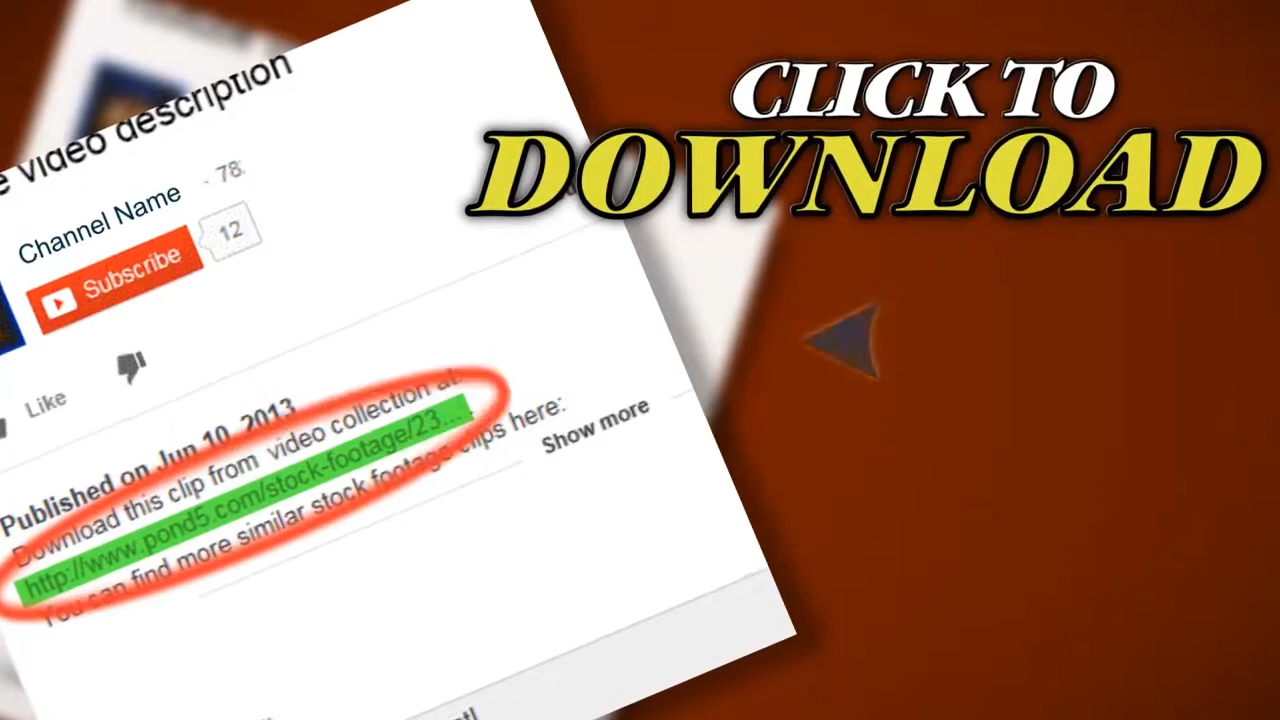 CLICK TO
DOWNLOAD
video description
Channel Name
78
Subscribe
12
Like
Published on Jun 10, 2013
Download this clip from video collection at:
http://www.pond5.com/stock-footage/23...
You can find more similar stock footage clips here:
Show more